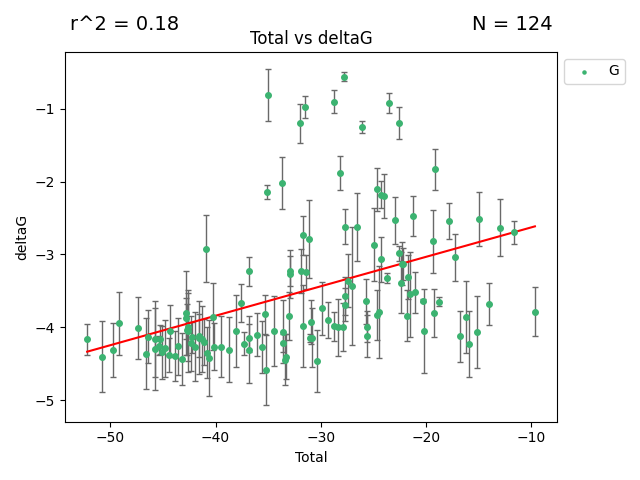 r^2 = 0.18 N = 124
Total vs deltaG
G
−1
−2
−3
−4
−5
deltaG
−50 −40 −30 −20 −10
Total